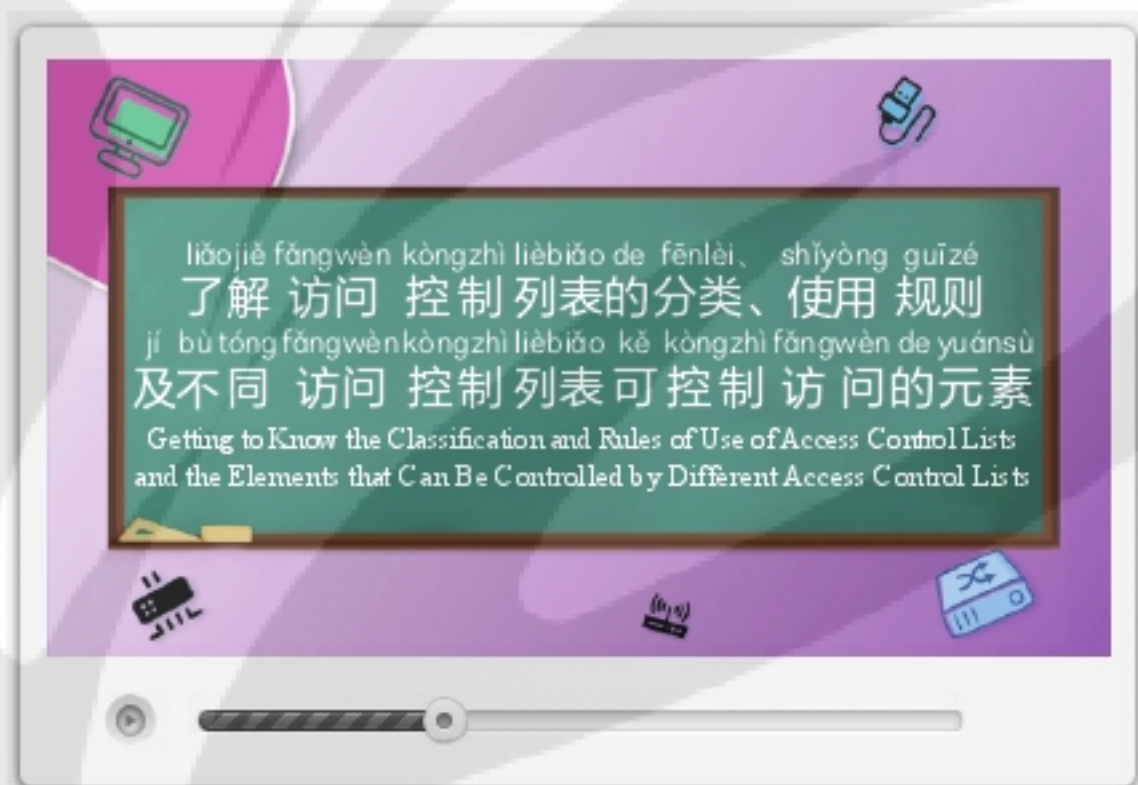 liǎojiě fǎngwèn kòngzhì lièbiǎo de fēnlèi、 shǐyòng guīzé
了解 访问 控制 列表的分类、使用 规则
jí bù tóng fǎngwèn kòngzhì lièbiǎo kě kòngzhì fǎngwèn de yuánsù
及不同 访问 控制 列表 可 控制 访 问的元素
Getting to Know the Classification and Rules of Use of Access Control Lists
and the Elements that Can Be Controlled by Different Access Control Lists